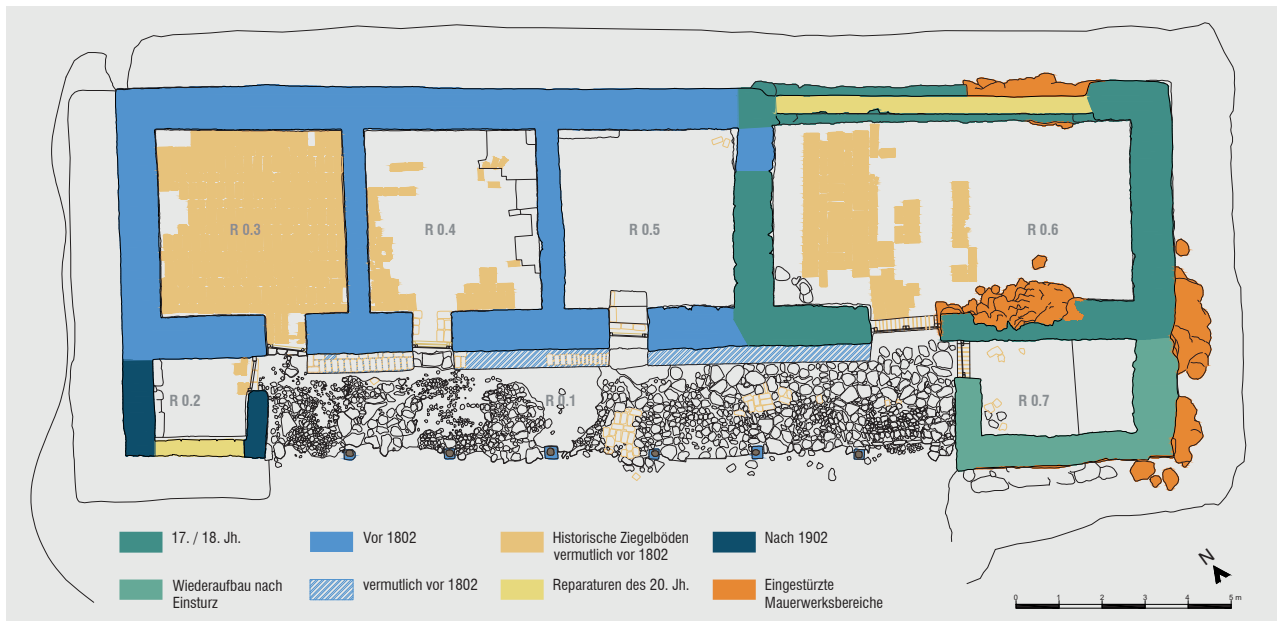 R 0.3
R 0.4
R 0.5
R 0.6
R 0.2
R 0.1
R 0.7
17. / 18. Jh.
Vor 1802
Historische Ziegelböden
vermutlich vor 1802
Nach 1902
Wiederaufbau nach
Einsturz
vermutlich vor 1802
Reparaturen des 20. Jh.
Eingestürzte
Mauerwerksbereiche
N
0 1 2 3 4 5 m